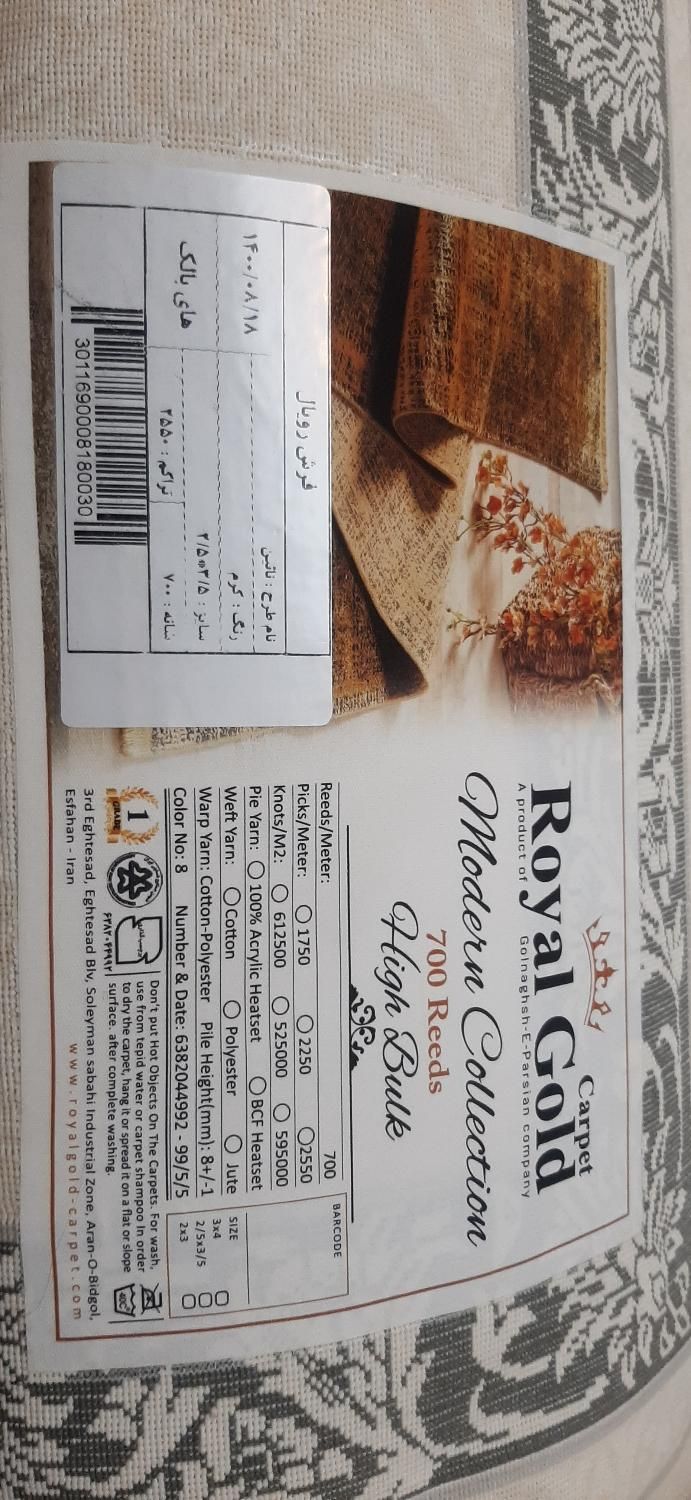 Carpet
Royal Gold
A product of Golnaghsh-E-Parsian company
Modern Collection
700 Reeds
High Bulk
Reeds/Meter: 700
Picks/Meter: 1750 2250 2550
Knots/M2: 612500 525000 595000
Pie Yarn: 100% Acrylic Heatset BCF Heatset
Weft Yarn: Cotton Polyester Jute
Warp Yarn: Cotton-Polyester Pile Height(mm): 8+/-1
Color No: 8 Number & Date: 6382044992 - 99/5/5
BARCODE
SIZE
3x4
2/5x3/5
2x3
1
GRADE
۶۳۸۲۰۴۴۹۹۲
Don't put Hot Objects On The Carpets. For wash,
use from tepid water or carpet shampoo In order
to dry the carpet, hang it or spread it on a flat or slope
surface. after complete washing.
40C
3rd Eghtesad, Eghtesad Blv, Soleyman sabahi Industrial Zone, Aran-O-Bidgol,
Esfahan - Iran
www.royalgold-carpet.com
فرش رویال
نام طرح : نائین
رنگ : کرم
۱۴۰۰/۰۸/۱۸
سایز : ۲/۵*۳/۵
های بالک
شانه : ۷۰۰
تراکم : ۲۵۵۰
3011690008180030